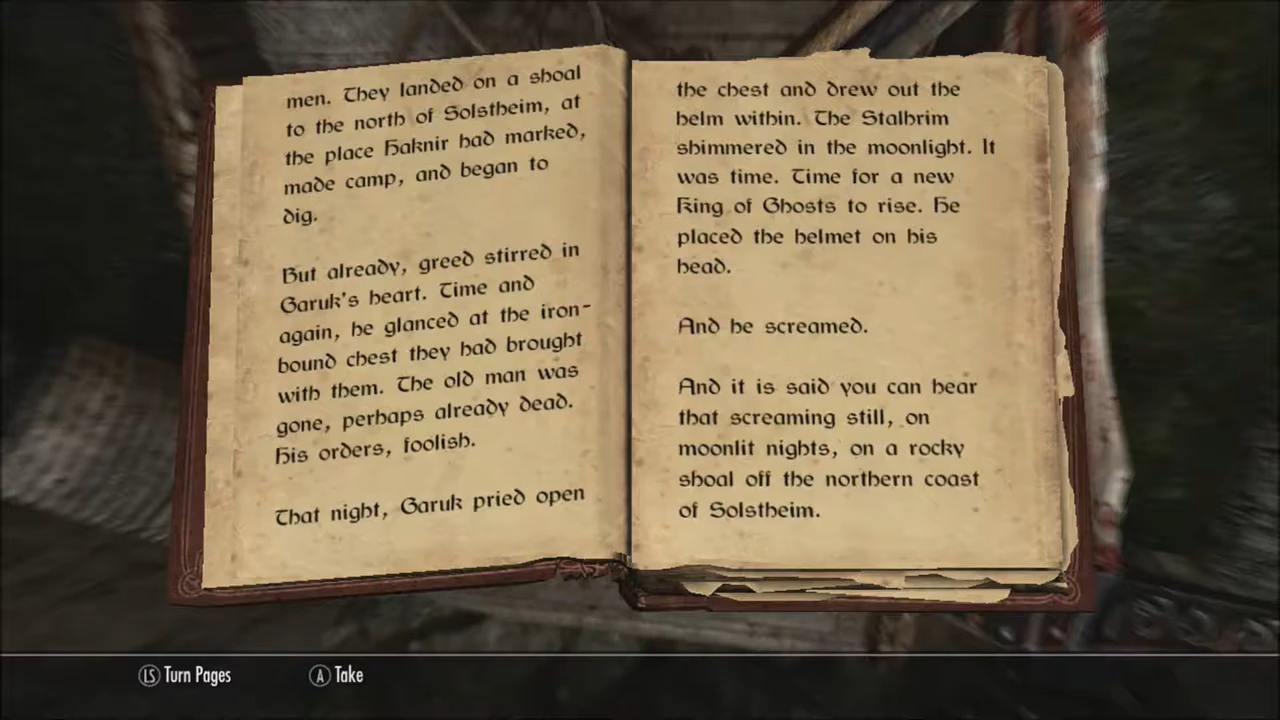 men. They landed on a shoal
to the north of Solstheim, at
the place Haknir had marked,
made camp, and began to
dig.
But already, greed stirred in
Garuk's heart. Time and
again, he glanced at the iron-
bound chest they had brought
with them. The old man was
gone, perhaps already dead.
His orders, foolish.
That night, Garuk pried open
the chest and drew out the
helm within. The Stalhrim
shimmered in the moonlight. It
was time. Time for a new
King of Ghosts to rise. He
placed the helmet on his
head.
And he screamed.
And it is said you can hear
that screaming still, on
moonlit nights, on a rocky
shoal off the northern coast
of Solstheim.
LS Turn Pages
A Take